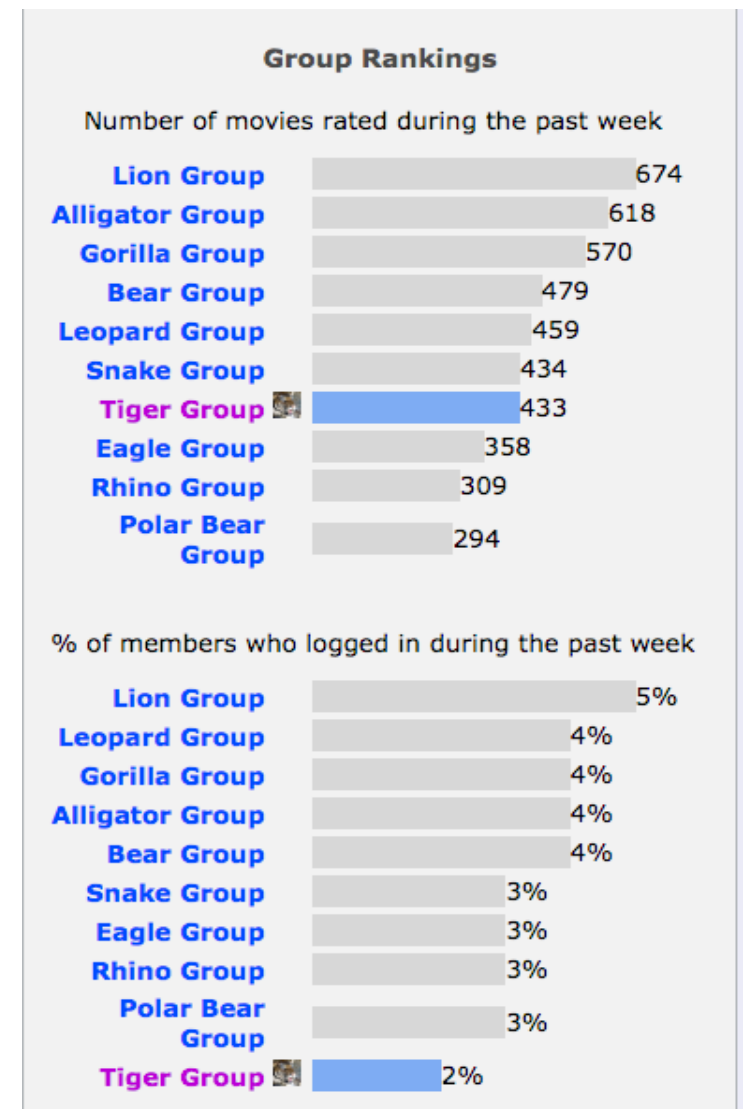 Group Rankings
Number of movies rated during the past week
Lion Group 674
Alligator Group 618
Gorilla Group 570
Bear Group 479
Leopard Group 459
Snake Group 434
Tiger Group 433
Eagle Group 358
Rhino Group 309
Polar Bear
Group 294
% of members who logged in during the past week
Lion Group 5%
Leopard Group 4%
Gorilla Group 4%
Alligator Group 4%
Bear Group 4%
Snake Group 3%
Eagle Group 3%
Rhino Group 3%
Polar Bear
Group 3%
Tiger Group 2%